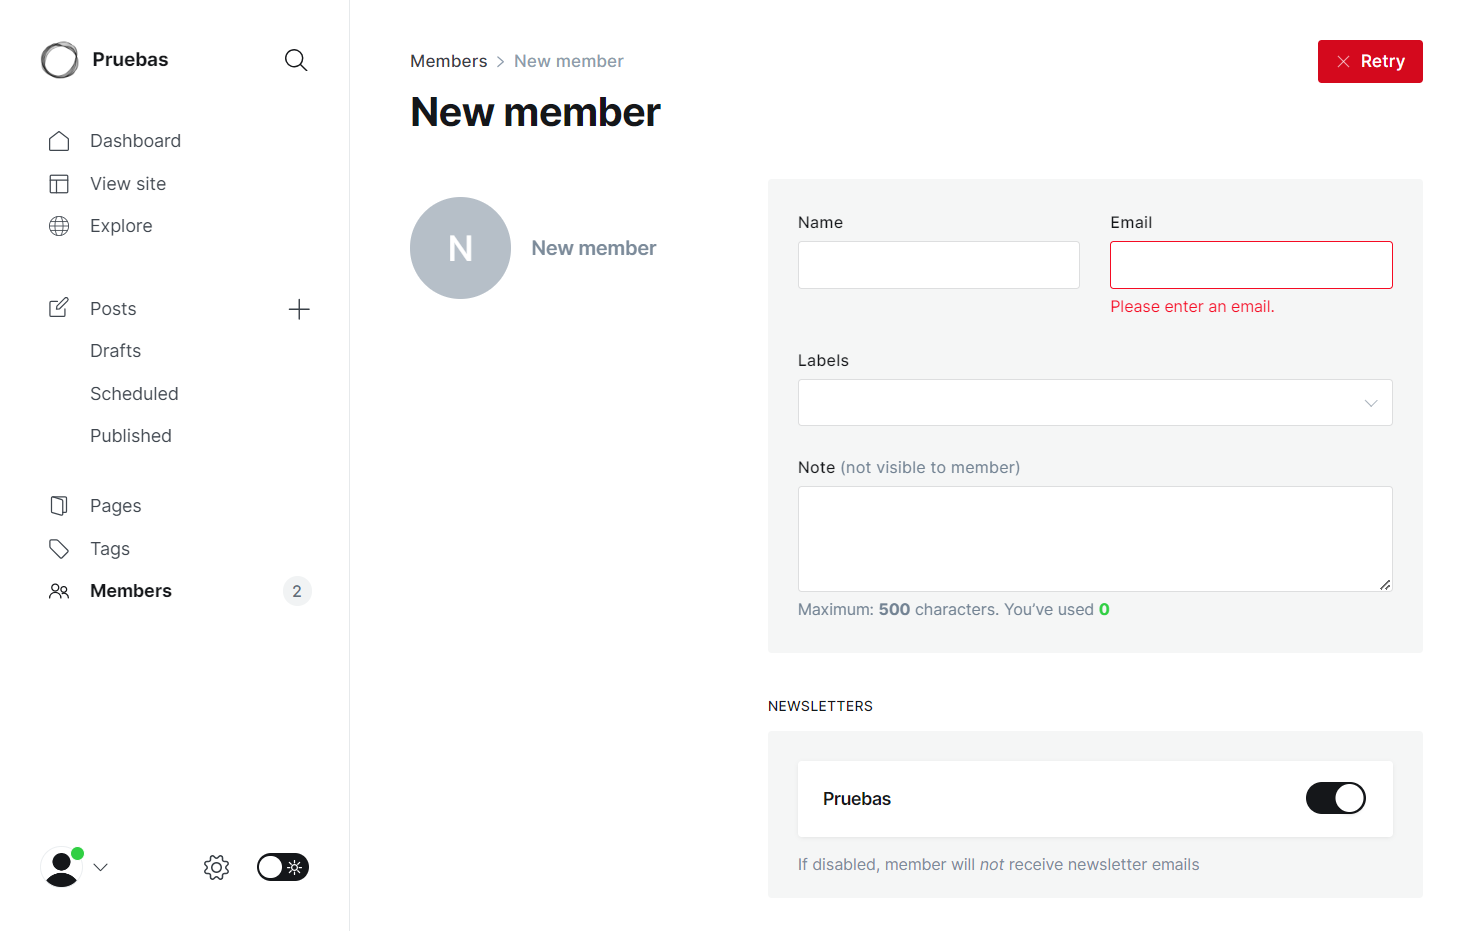 Pruebas
Dashboard
View site
Explore
Posts
Drafts
Scheduled
Published
Pages
Tags
Members 2
Members > New member
Retry
New member
N
New member
Name
Email
Please enter an email.
Labels
Note (not visible to member)
Maximum: 500 characters. You’ve used 0
NEWSLETTERS
Pruebas
If disabled, member will not receive newsletter emails